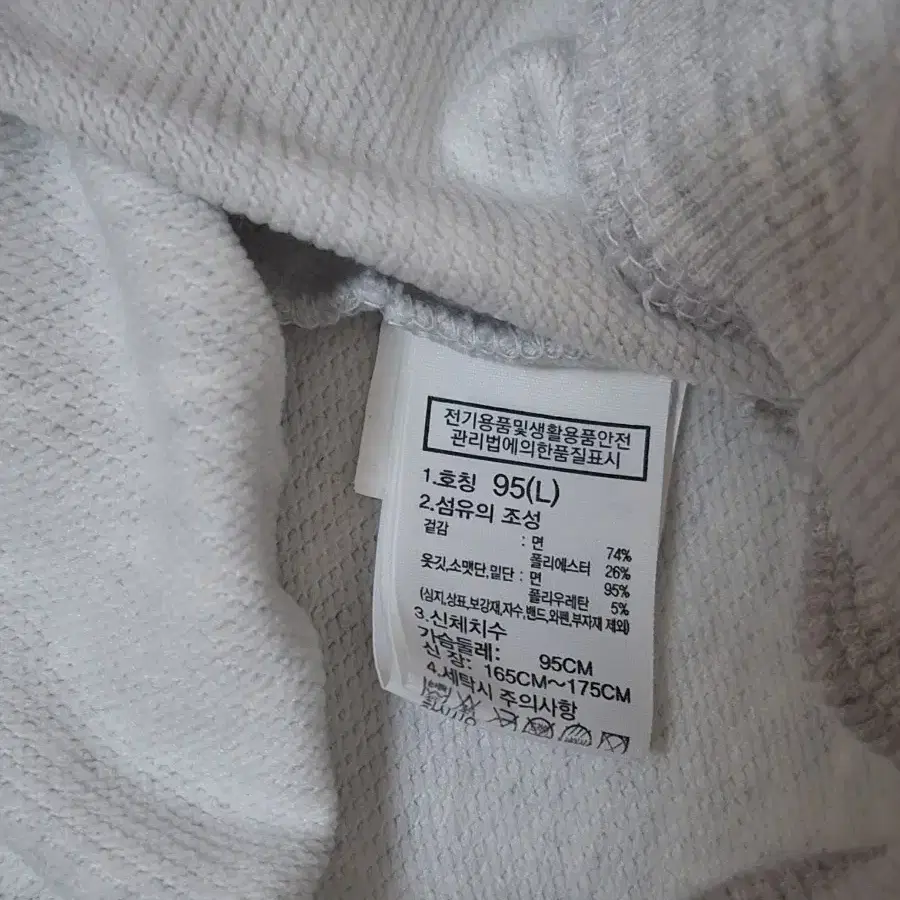 전기용품및생활용품안전
관리법에의한품질표시
1.호칭 95(L)
2.섬유의 조성
겉감 : 면 74%
폴리에스터 26%
옷깃,소맷단,밑단 : 면 95%
폴리우레탄 5%
(심지,상표,보강재,자수,밴드,와펜,부자재 제외)
3.신체치수
가슴둘레: 95CM
신 장: 165CM~175CM
4.세탁시 주의사항